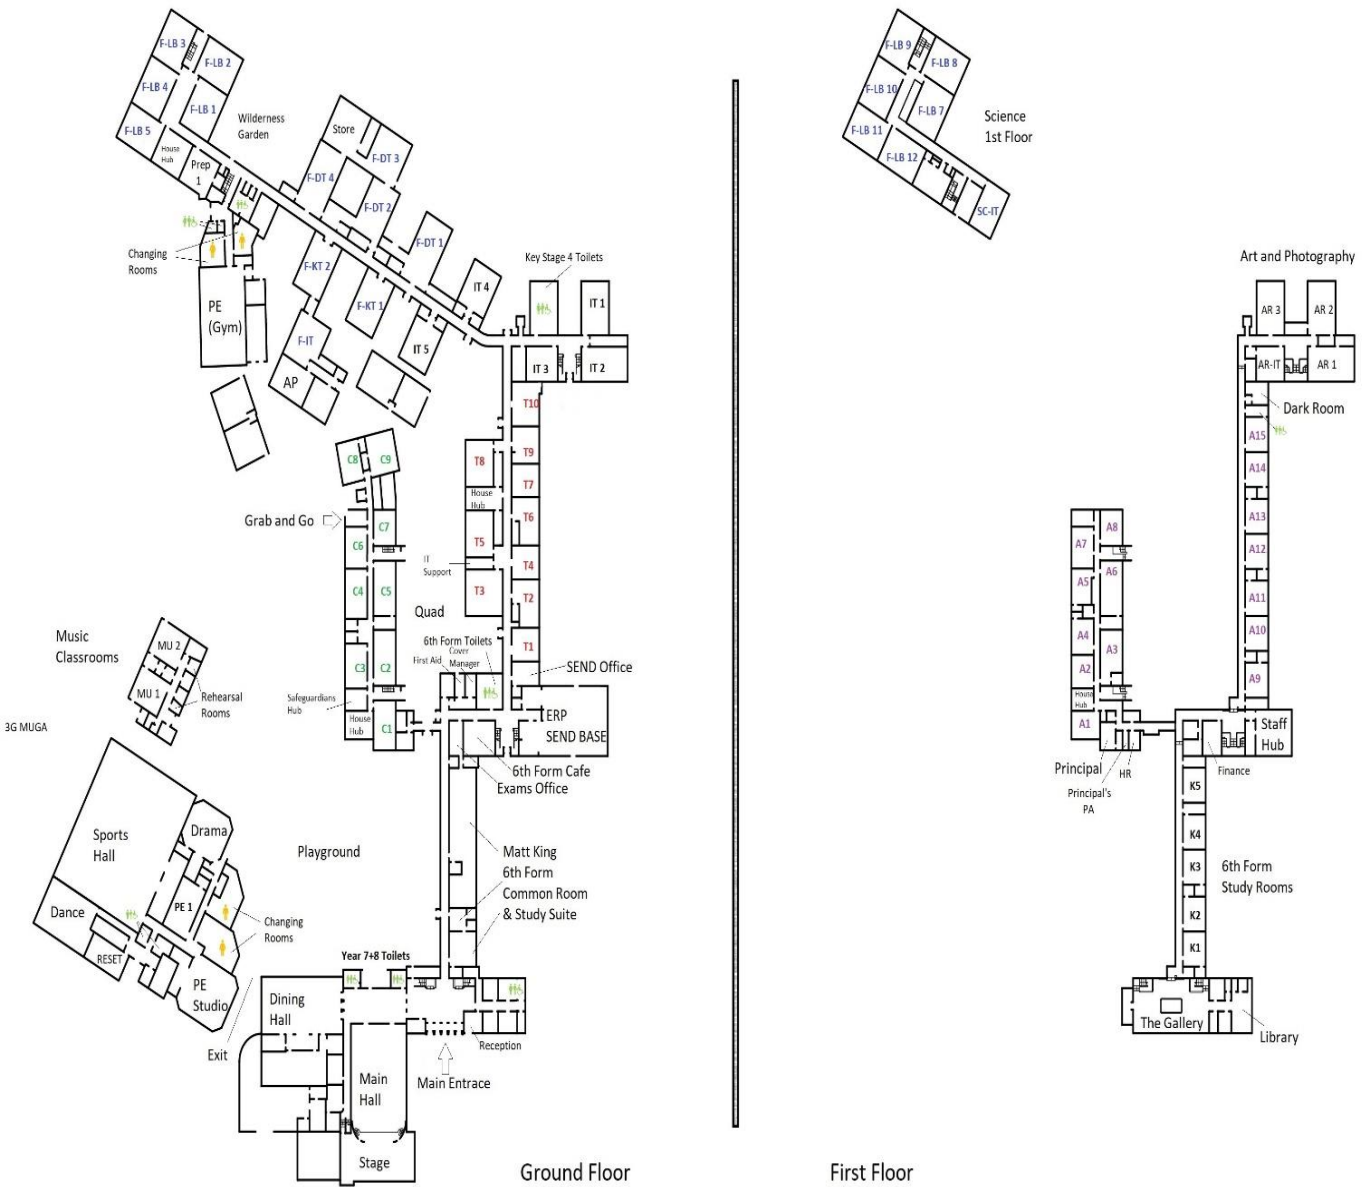 F-LB 3
F-LB 2
F-LB 4
F-LB 1
F-LB 5
House
Hub
Prep
1
Wilderness
Garden
Store
F-DT 3
F-DT 4
F-DT 2
F-DT 1
Changing
Rooms
F-KT 2
F-KT 1
IT 4
Key Stage 4 Toilets
IT 1
PE
(Gym)
F-IT
IT 5
IT 3
IT 2
AP
T10
C8
C9
T8
T9
House
Hub
T7
Grab and Go
C7
T6
C6
T5
IT
Support
T4
C4
C5
T3
T2
Quad
Music
Classrooms
MU 2
6th Form Toilets
Cover
Manager
First Aid
T1
C3
C2
SEND Office
MU 1
Rehearsal
Rooms
Safeguardians
Hub
3G MUGA
House
Hub
C1
ERP
SEND BASE
6th Form Cafe
Exams Office
Sports
Hall
Drama
Playground
Matt King
6th Form
Common Room
& Study Suite
Dance
PE 1
Changing
Rooms
RESET
Year 7+8 Toilets
PE
Studio
Dining
Hall
Exit
Reception
Main Entrace
Main
Hall
Stage
Ground Floor
F-LB 9
F-LB 8
F-LB 10
F-LB 7
F-LB 11
F-LB 12
SC-IT
Science
1st Floor
Art and Photography
AR 3
AR 2
AR-IT
AR 1
Dark Room
A15
A14
A13
A12
A11
A10
A9
A8
A7
A6
A5
A4
A3
A2
House
Hub
A1
Staff
Hub
Principal
HR
Principal's
PA
Finance
K5
K4
K3
6th Form
Study Rooms
K2
K1
The Gallery
Library
First Floor